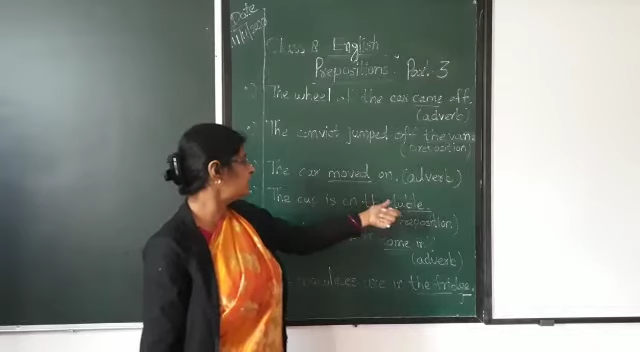 Date
Class 8 English
Prepositions - Part 3
The wheel of the car came off.
(adverb)
The convict jumped off the van.
(preposition)
The car moved on. (adverb)
The is on the table.
(preposition)
came in
(adverb)
are in the fridge.